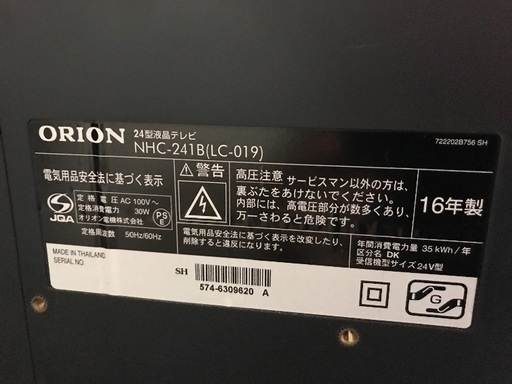 ORION
24型液晶テレビ
NHC-241B(LC-019)
722202B756 SH
電気用品安全法に基づく表示
定格電圧 AC 100V～
定格消費電力 30W
オリオン電機株式会社
定格周波数 50Hz/60Hz
JQA
PS
E
警告
高圧注意 サービスマン以外の方は、
裏ぶたをあけないでください。
内部には、高電圧部分が数多くあり、
万一さわると危険です。
電気用品安全法に基づく表示を改変したり、
削除すると違反になります。
16年製
年間消費電力量 35 kWh/年
区分名 DK
受信機型サイズ 24V型
MADE IN THAILAND
SERIAL NO.
SH
574-6309620 A
G